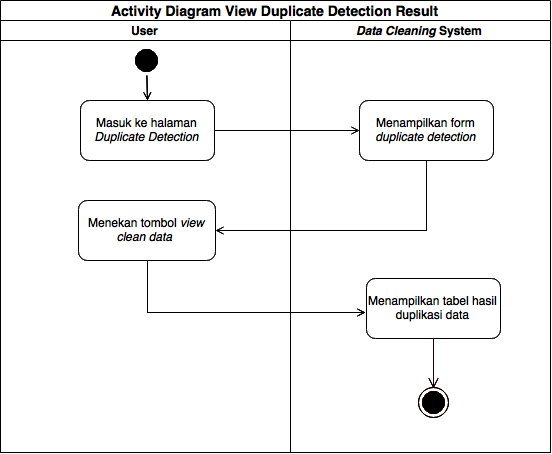 Activity Diagram View Duplicate Detection Result
User
Data Cleaning System
Masuk ke halaman
Duplicate Detection
Menampilkan form
duplicate detection
Menekan tombol view
clean data
Menampilkan tabel hasil
duplikasi data